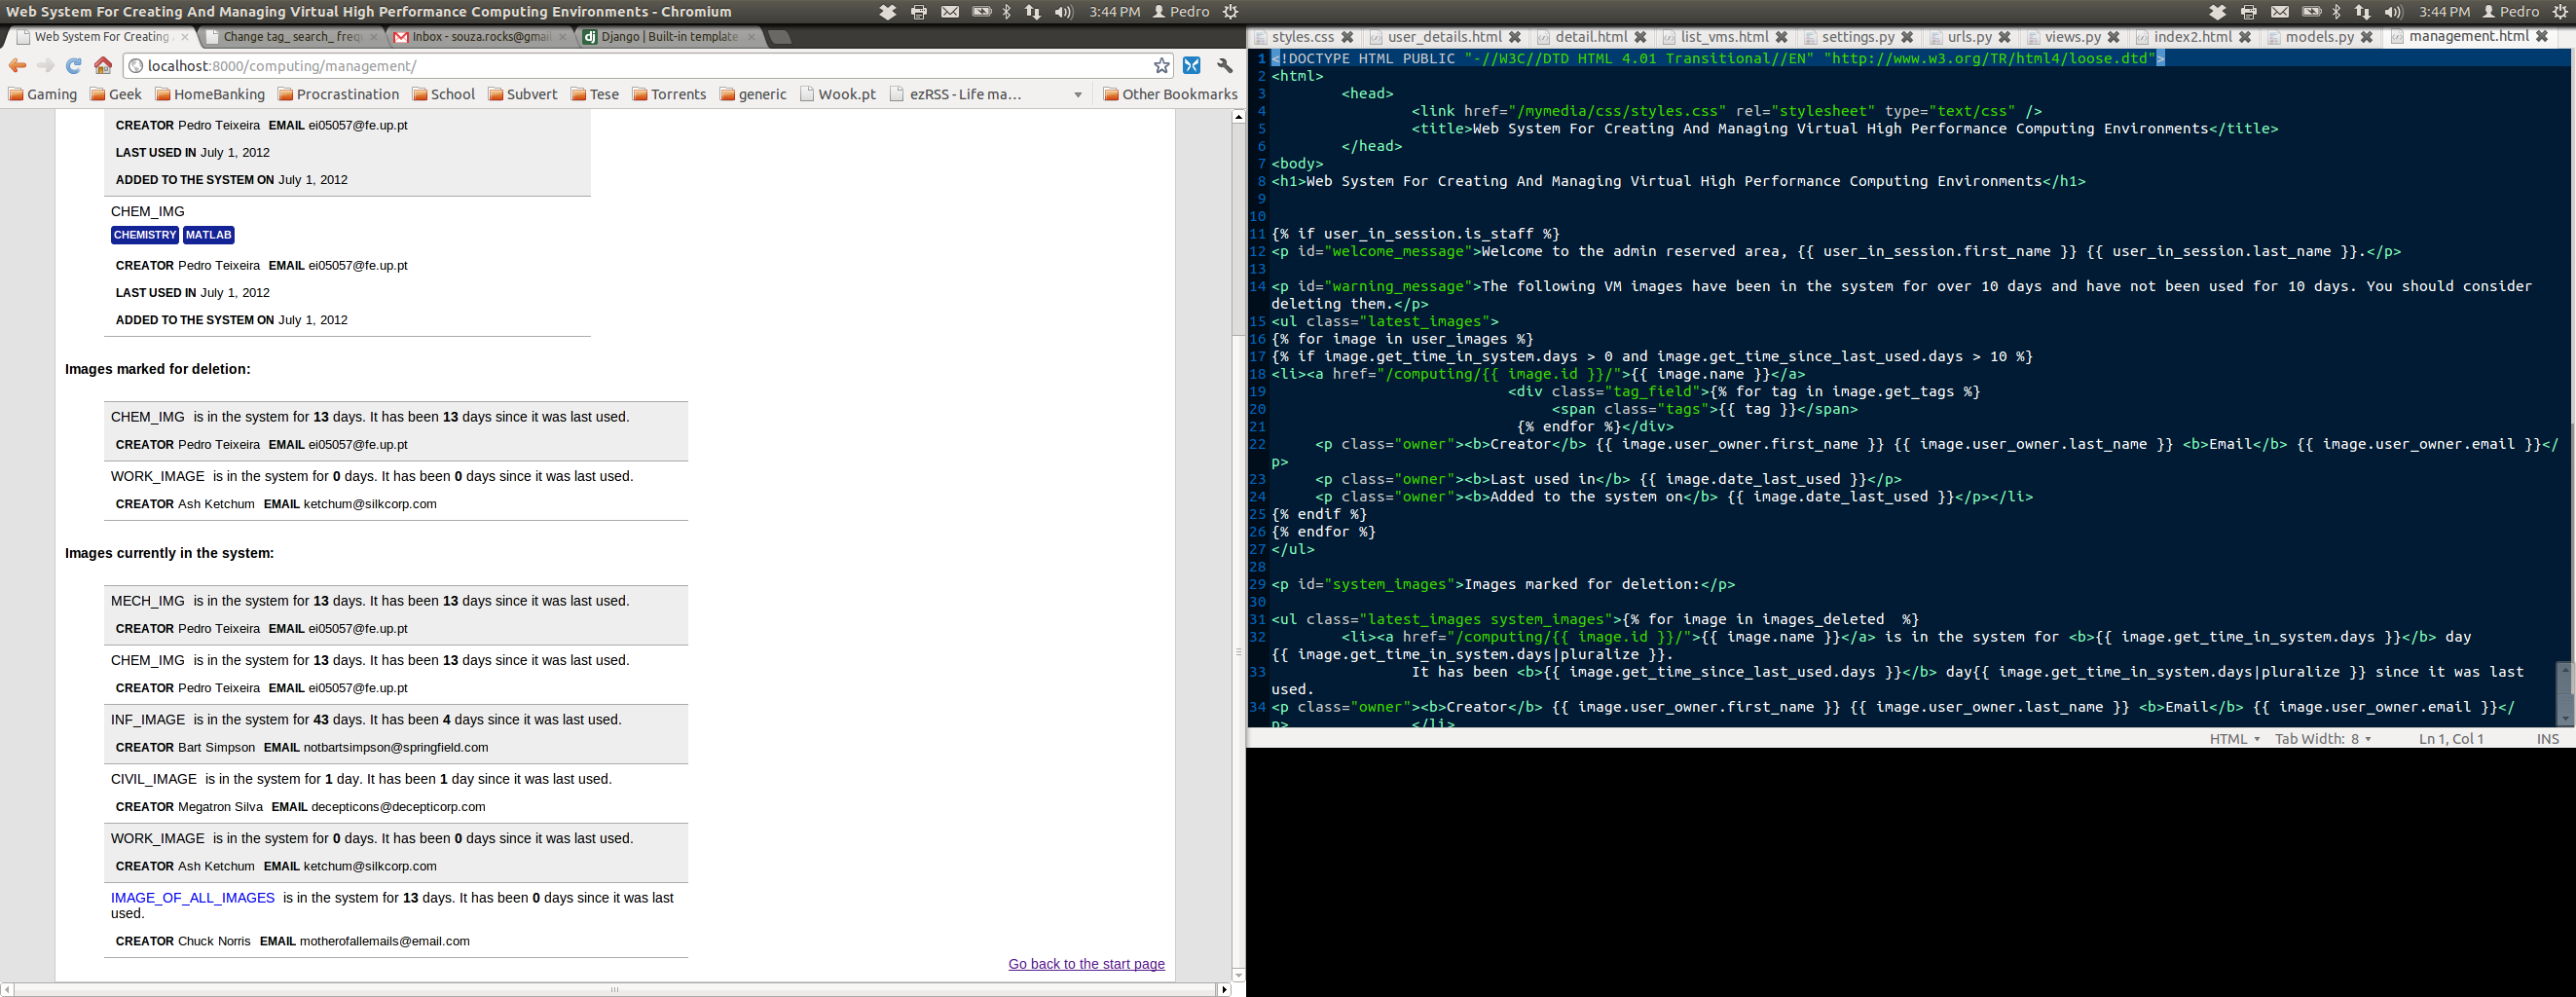 Web System For Creating And Managing Virtual High Performance Computing Environments - Chromium
3:44 PM Pedro
3:44 PM Pedro
Web System For Creating
Change tag_ search_ freq
Inbox - souza.rocks@gmai
Django | Built-in template
localhost:8000/computing/management/
Gaming Geek HomeBanking Procrastination School Subvert Tese Torrents generic Wook.pt ezRSS - Life ma... Other Bookmarks
CREATOR Pedro Teixeira EMAIL ei05057@fe.up.pt
LAST USED IN July 1, 2012
ADDED TO THE SYSTEM ON July 1, 2012
CHEM_IMG
CHEMISTRY MATLAB
CREATOR Pedro Teixeira EMAIL ei05057@fe.up.pt
LAST USED IN July 1, 2012
ADDED TO THE SYSTEM ON July 1, 2012
Images marked for deletion:
CHEM_IMG is in the system for 13 days. It has been 13 days since it was last used.
CREATOR Pedro Teixeira EMAIL ei05057@fe.up.pt
WORK_IMAGE is in the system for 0 days. It has been 0 days since it was last used.
CREATOR Ash Ketchum EMAIL ketchum@silkcorp.com
Images currently in the system:
MECH_IMG is in the system for 13 days. It has been 13 days since it was last used.
CREATOR Pedro Teixeira EMAIL ei05057@fe.up.pt
CHEM_IMG is in the system for 13 days. It has been 13 days since it was last used.
CREATOR Pedro Teixeira EMAIL ei05057@fe.up.pt
INF_IMAGE is in the system for 43 days. It has been 4 days since it was last used.
CREATOR Bart Simpson EMAIL notbartsimpson@springfield.com
CIVIL_IMAGE is in the system for 1 day. It has been 1 day since it was last used.
CREATOR Megatron Silva EMAIL decepticons@decepticorp.com
WORK_IMAGE is in the system for 0 days. It has been 0 days since it was last used.
CREATOR Ash Ketchum EMAIL ketchum@silkcorp.com
IMAGE_OF_ALL_IMAGES is in the system for 13 days. It has been 0 days since it was last
used.
CREATOR Chuck Norris EMAIL motherofallemails@email.com
Go back to the start page
styles.css user_details.html detail.html list_vms.html settings.py urls.py views.py index2.html models.py management.html
1 <!DOCTYPE HTML PUBLIC "-//W3C//DTD HTML 4.01 Transitional//EN" "http://www.w3.org/TR/html4/loose.dtd">
2 <html>
3 <head>
4 <link href="/mymedia/css/styles.css" rel="stylesheet" type="text/css" />
5 <title>Web System For Creating And Managing Virtual High Performance Computing Environments</title>
6 </head>
7 <body>
8 <h1>Web System For Creating And Managing Virtual High Performance Computing Environments</h1>
9
10
11 {% if user_in_session.is_staff %}
12 <p id="welcome_message">Welcome to the admin reserved area, {{ user_in_session.first_name }} {{ user_in_session.last_name }}.</p>
13
14 <p id="warning_message">The following VM images have been in the system for over 10 days and have not been used for 10 days. You should consider
deleting them.</p>
15 <ul class="latest_images">
16 {% for image in user_images %}
17 {% if image.get_time_in_system.days > 0 and image.get_time_since_last_used.days > 10 %}
18 <li><a href="/computing/{{ image.id }}/">{{ image.name }}</a>
19 <div class="tag_field">{% for tag in image.get_tags %}
20 <span class="tags">{{ tag }}</span>
21 {% endfor %}</div>
22 <p class="owner"><b>Creator</b> {{ image.user_owner.first_name }} {{ image.user_owner.last_name }} <b>Email</b> {{ image.user_owner.email }}</
p>
23 <p class="owner"><b>Last used in</b> {{ image.date_last_used }}</p>
24 <p class="owner"><b>Added to the system on</b> {{ image.date_last_used }}</p></li>
25 {% endif %}
26 {% endfor %}
27 </ul>
28
29 <p id="system_images">Images marked for deletion:</p>
30
31 <ul class="latest_images system_images">{% for image in images_deleted %}
32 <li><a href="/computing/{{ image.id }}/">{{ image.name }}</a> is in the system for <b>{{ image.get_time_in_system.days }}</b> day
{{ image.get_time_in_system.days|pluralize }}.
33 It has been <b>{{ image.get_time_since_last_used.days }}</b> day{{ image.get_time_in_system.days|pluralize }} since it was last
used.
34 <p class="owner"><b>Creator</b> {{ image.user_owner.first_name }} {{ image.user_owner.last_name }} <b>Email</b> {{ image.user_owner.email }}</
p> </li>
HTML Tab Width: 8 Ln 1, Col 1 INS